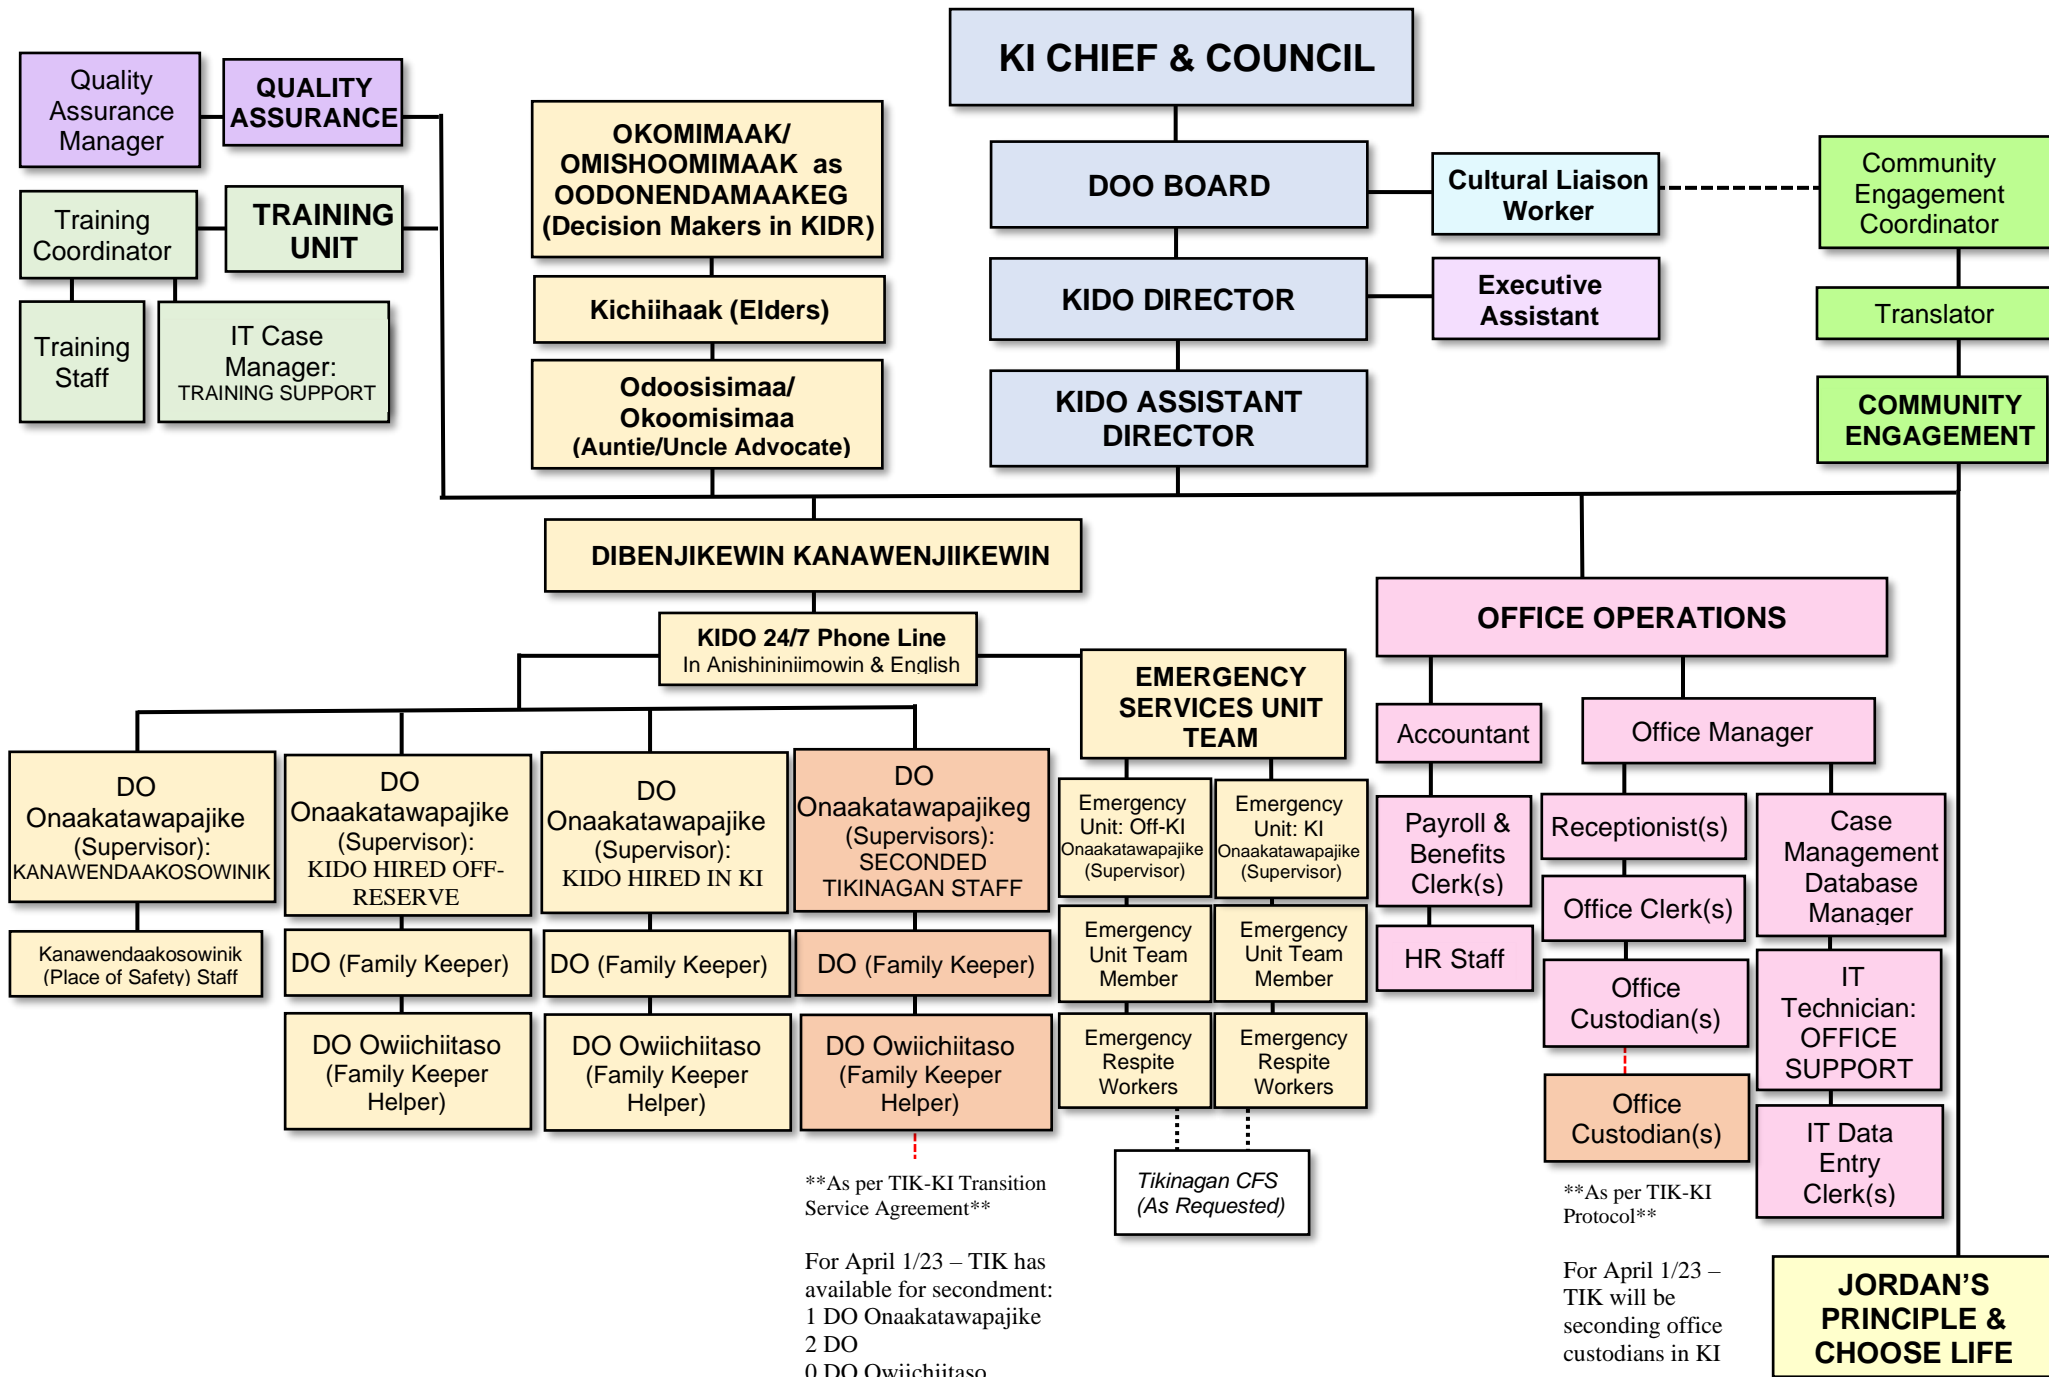 KI CHIEF & COUNCIL
Quality
Assurance
Manager
QUALITY
ASSURANCE
OKOMIMAAK/
OMISHOOMIMAAK as
OODONENDAMAAKEG
(Decision Makers in KIDR)
DOO BOARD
Cultural Liaison
Worker
Community
Engagement
Coordinator
Training
Coordinator
TRAINING
UNIT
Kichiihaak (Elders)
KIDO DIRECTOR
Executive
Assistant
Translator
Training
Staff
IT Case
Manager:
TRAINING SUPPORT
Odoosisimaa/
Okoomisimaa
(Auntie/Uncle Advocate)
KIDO ASSISTANT
DIRECTOR
COMMUNITY
ENGAGEMENT
DIBENJIKEWIN KANAWENJIIKEWIN
OFFICE OPERATIONS
KIDO 24/7 Phone Line
In Anishininiimowin & English
EMERGENCY
SERVICES UNIT
TEAM
Accountant
Office Manager
DO
Onaakatawapajike
(Supervisor):
KANAWENDAAKOSOWINIK
DO
Onaakatawapajike
(Supervisor):
KIDO HIRED OFF-
RESERVE
DO
Onaakatawapajike
(Supervisor):
KIDO HIRED IN KI
DO
Onaakatawapajikeg
(Supervisors):
SECONDED
TIKINAGAN STAFF
Emergency
Unit: Off-KI
Onaakatawapajike
(Supervisor)
Emergency
Unit: KI
Onaakatawapajike
(Supervisor)
Payroll &
Benefits
Clerk(s)
Receptionist(s)
Case
Management
Database
Manager
Kanawendaakosowinik
(Place of Safety) Staff
DO (Family Keeper)
DO (Family Keeper)
DO (Family Keeper)
Emergency
Unit Team
Member
Emergency
Unit Team
Member
HR Staff
Office Clerk(s)
DO Owiichiitaso
(Family Keeper
Helper)
DO Owiichiitaso
(Family Keeper
Helper)
DO Owiichiitaso
(Family Keeper
Helper)
Emergency
Respite
Workers
Emergency
Respite
Workers
Office
Custodian(s)
IT
Technician:
OFFICE
SUPPORT
Office
Custodian(s)
IT Data
Entry
Clerk(s)
Tikinagan CFS
(As Requested)
**As per TIK-KI Transition
Service Agreement**
For April 1/23 – TIK has
available for secondment:
1 DO Onaakatawapajike
2 DO
0 DO Owiichiitaso
**As per TIK-KI
Protocol**
For April 1/23 –
TIK will be
seconding office
custodians in KI
JORDAN’S
PRINCIPLE &
CHOOSE LIFE